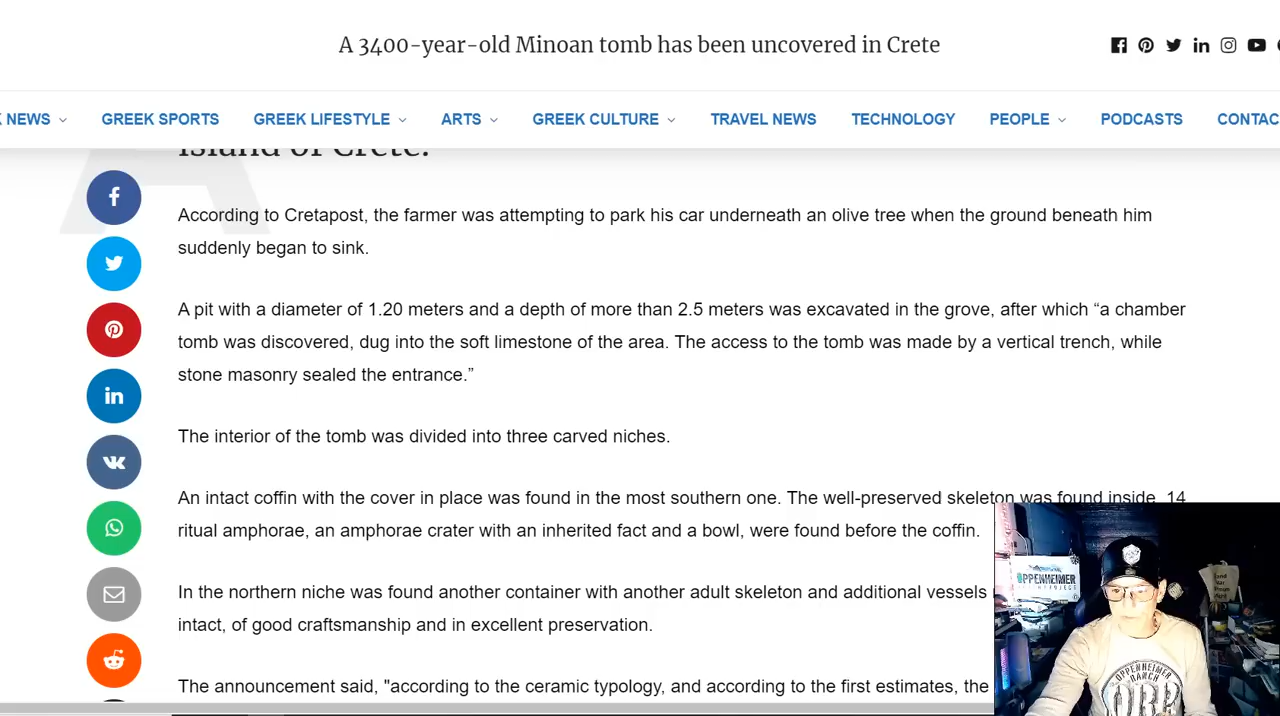 A 3400-year-old Minoan tomb has been uncovered in Crete
NEWS GREEK SPORTS GREEK LIFESTYLE ARTS GREEK CULTURE TRAVEL NEWS TECHNOLOGY PEOPLE PODCASTS CONTAC
Island of Crete.
According to Cretapost, the farmer was attempting to park his car underneath an olive tree when the ground beneath him
suddenly began to sink.
A pit with a diameter of 1.20 meters and a depth of more than 2.5 meters was excavated in the grove, after which “a chamber
tomb was discovered, dug into the soft limestone of the area. The access to the tomb was made by a vertical trench, while
stone masonry sealed the entrance.”
The interior of the tomb was divided into three carved niches.
An intact coffin with the cover in place was found in the most southern one. The well-preserved skeleton was found inside. 14
ritual amphorae, an amphorae crater with an inherited fact and a bowl, were found before the coffin.
In the northern niche was found another container with another adult skeleton and additional vessels
intact, of good craftsmanship and in excellent preservation.
The announcement said, "according to the ceramic typology, and according to the first estimates, the
OPPENHEIMER
OPPENHEIMER
RANCH